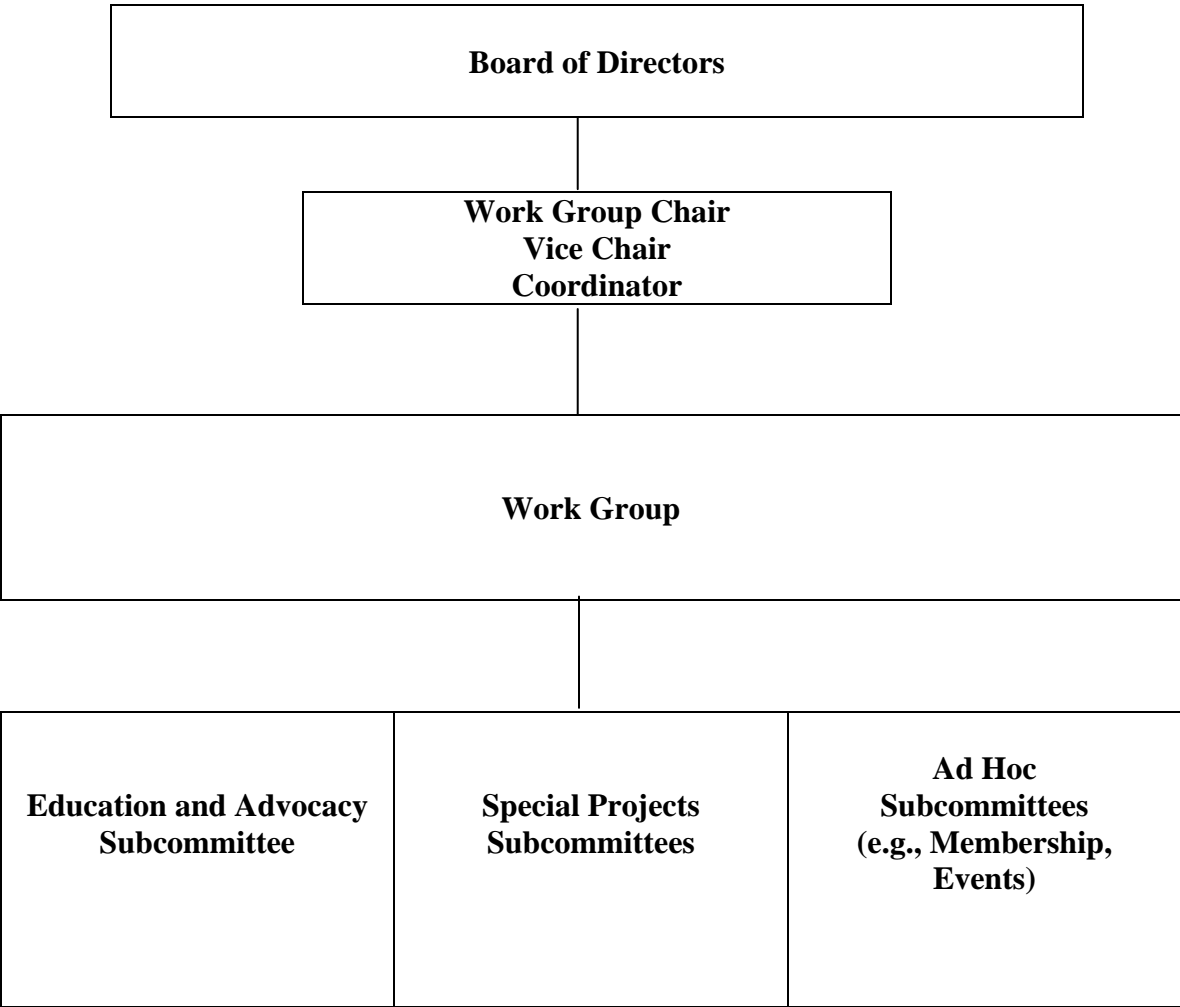 Board of Directors
Work Group Chair
Vice Chair
Coordinator
Work Group
Education and Advocacy
Subcommittee
Special Projects
Subcommittees
Ad Hoc
Subcommittees
(e.g., Membership,
Events)